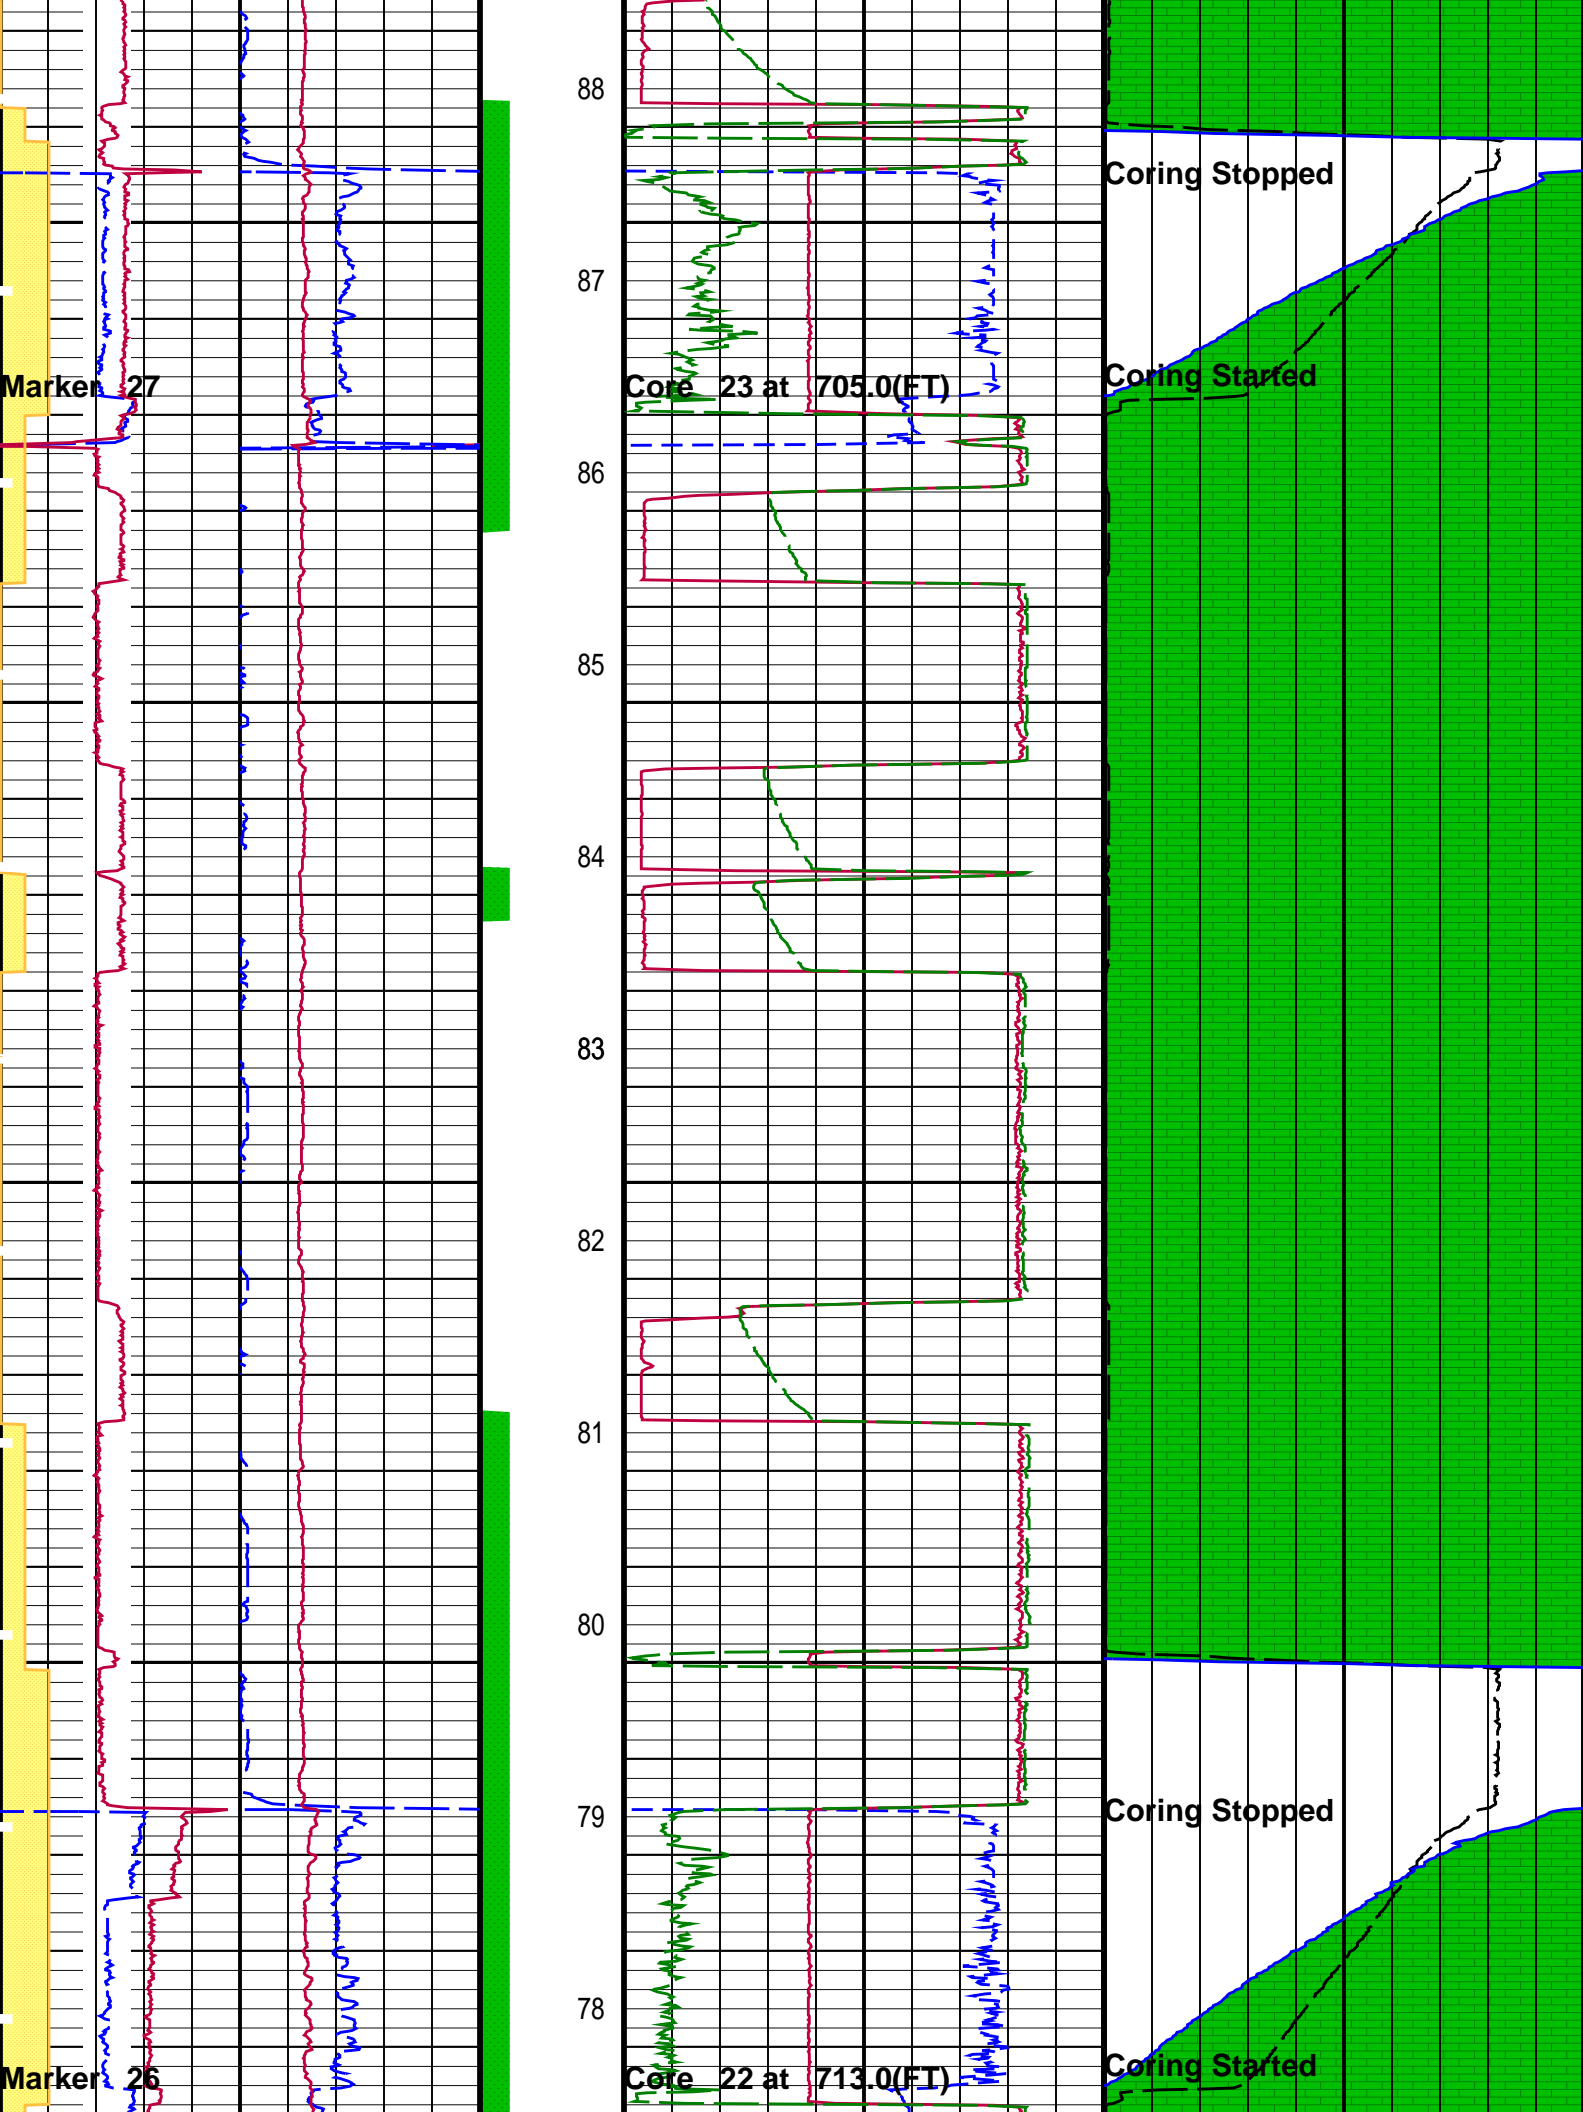 88
Coring Stopped
87
Marker 27 Core 23 at 705.0(FT) Coring Started
86
85
84
83
82
81
80
79 Coring Stopped
78
Marker 26 Core 22 at 713.0(FT) Coring Started